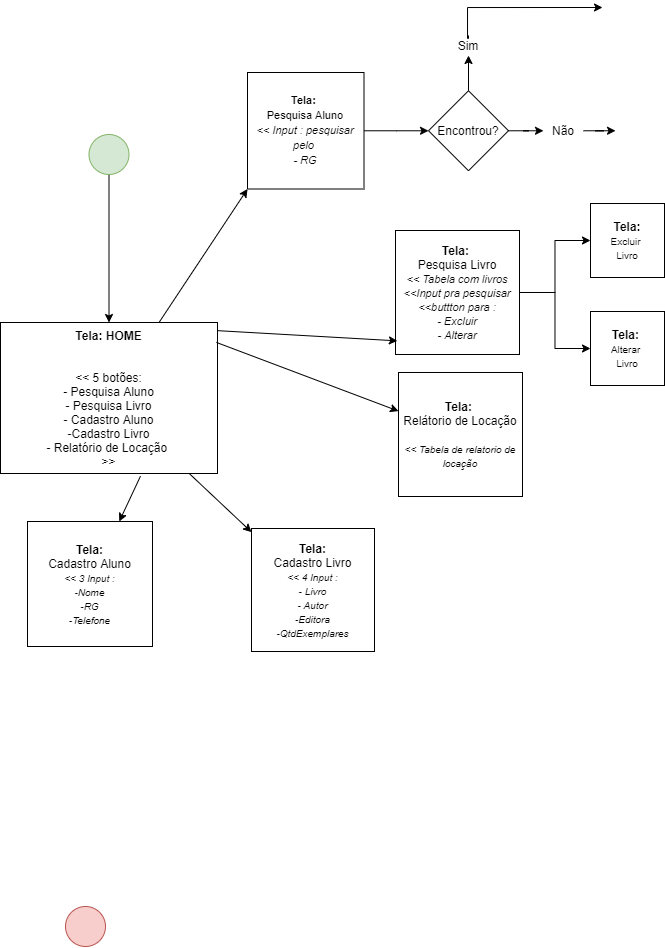 Sim
Tela:
Pesquisa Aluno
<< Input : pesquisar
pelo
- RG
Encontrou?
Não
Tela:
Pesquisa Livro
<< Tabela com livros
<<Input pra pesquisar
<<buttton para :
- Excluír
- Alterar
Tela:
Excluir
Livro
Tela:
Alterar
Livro
Tela: HOME
<< 5 botões:
- Pesquisa Aluno
- Pesquisa Livro
- Cadastro Aluno
-Cadastro Livro
- Relatório de Locação
>>
Tela:
Relátorio de Locação
<< Tabela de relatorio de
locação
Tela:
Cadastro Aluno
<< 3 Input :
-Nome
-RG
-Telefone
Tela:
Cadastro Livro
<< 4 Input :
- Livro
- Autor
-Editora
-QtdExemplares